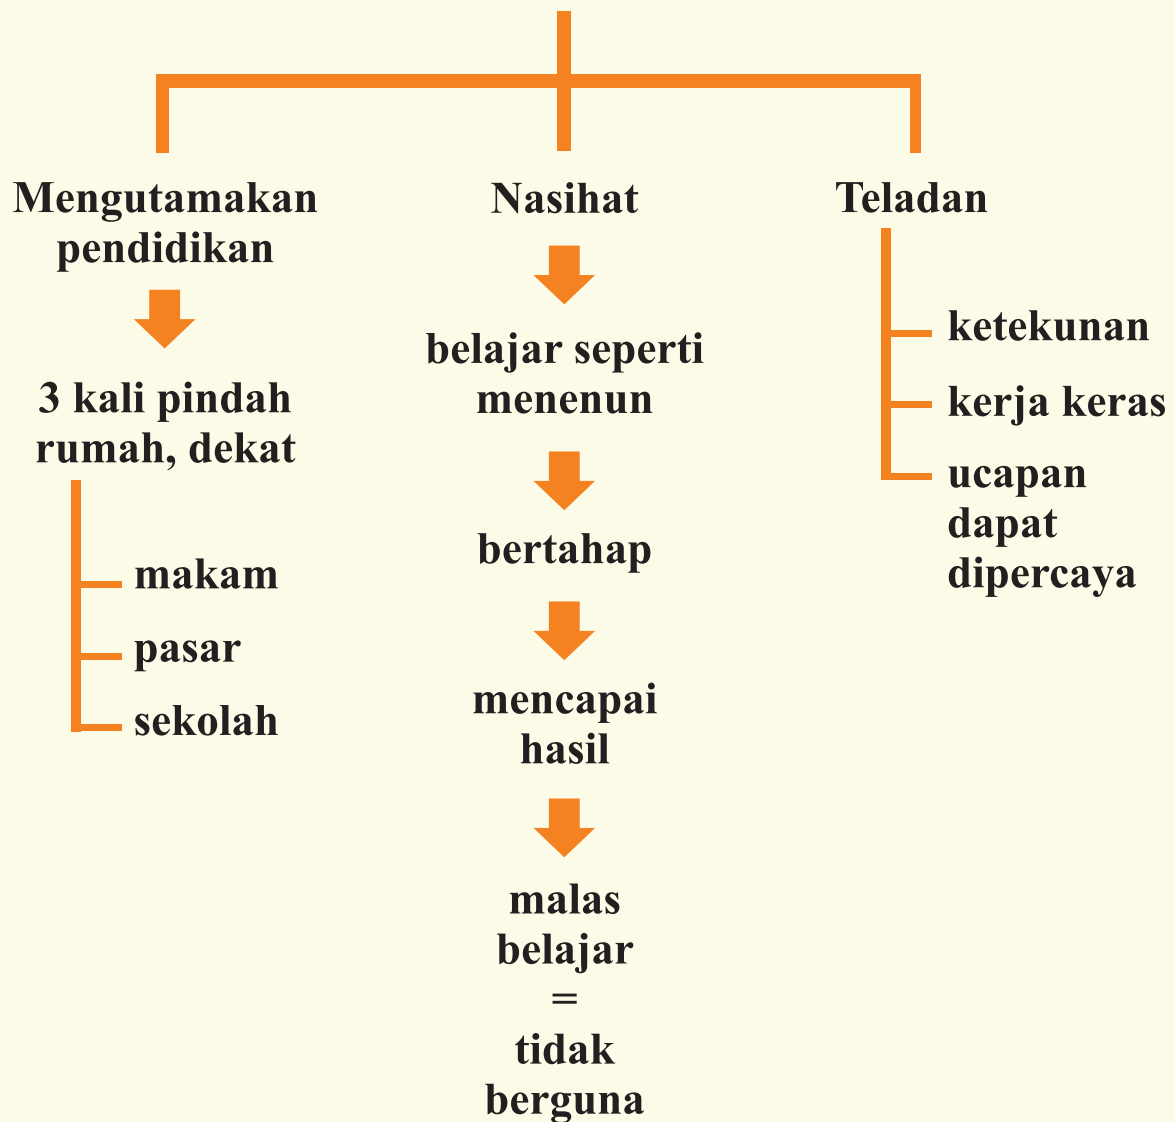 Mengutamakan
pendidikan
3 kali pindah
rumah, dekat
makam
pasar
sekolah
Nasihat
belajar seperti
menenun
bertahap
mencapai
hasil
malas
belajar
=
tidak
berguna
Teladan
ketekunan
kerja keras
ucapan
dapat
dipercaya